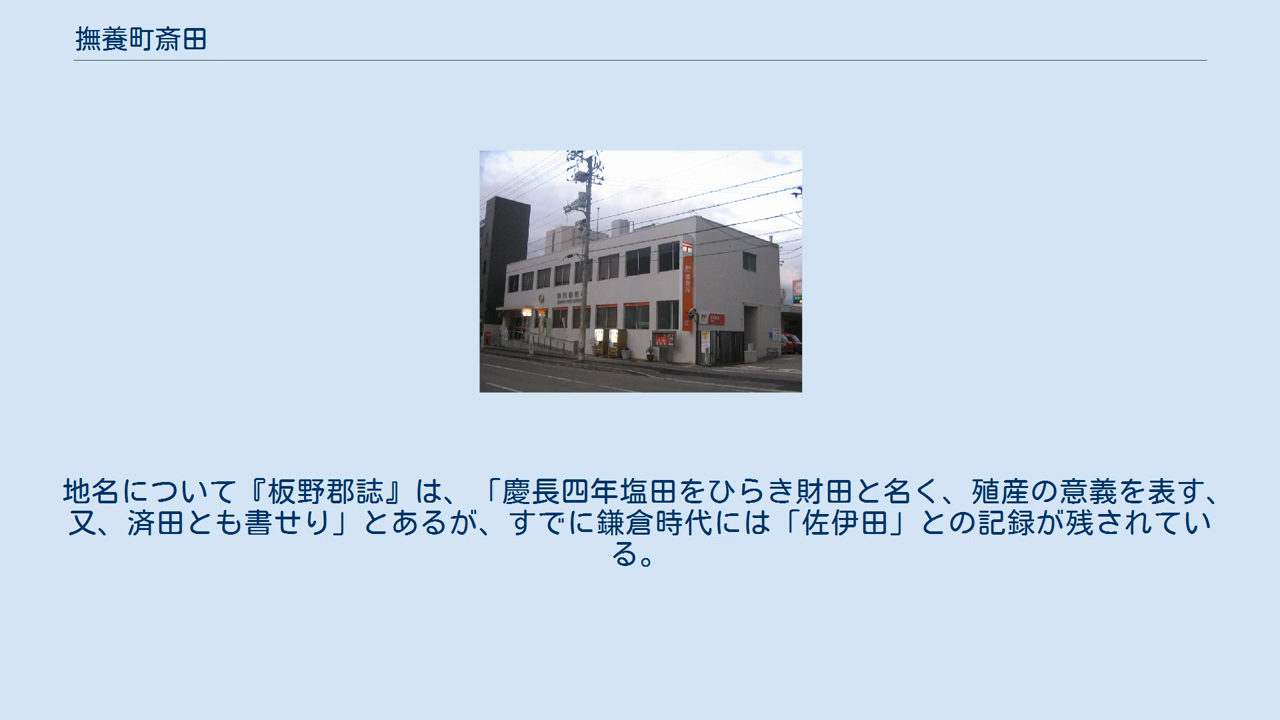 撫養町斎田
地名について『板野郡誌』は、「慶長四年塩田をひらき財田と名く、殖産の意義を表す、
又、済田とも書せり」とあるが、すでに鎌倉時代には「佐伊田」との記録が残されてい
る。